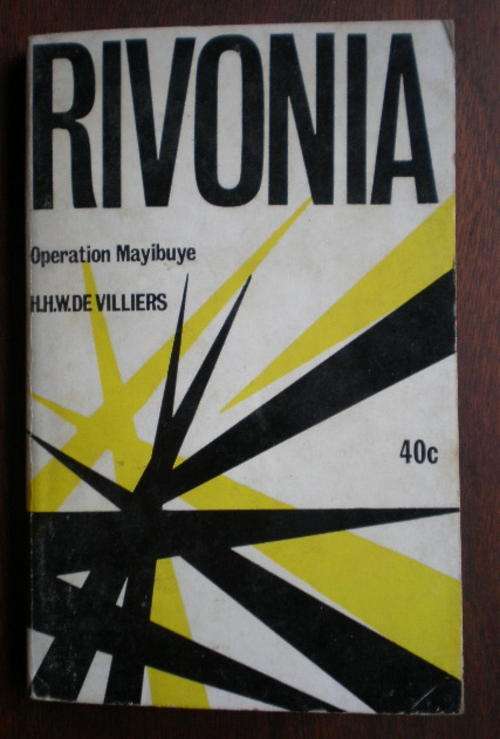 RIVONIA
Operation Mayibuye
H.H.W.DE VILLIERS
40c